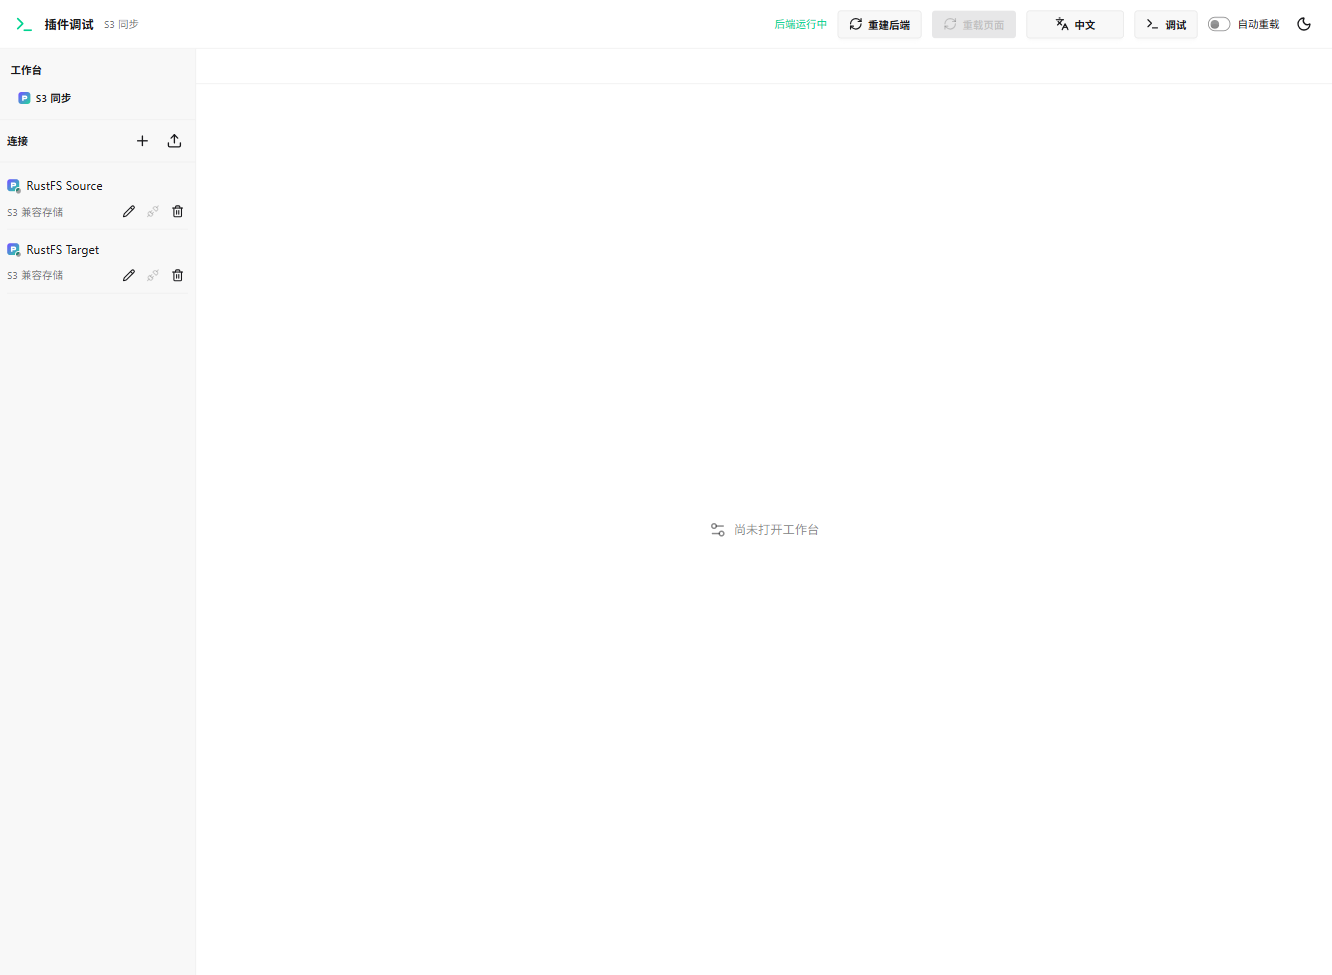 插件调试 S3 同步 后端运行中 重建后端 重载页面 中文 调试 自动重载
工作台
S3 同步
连接
RustFS Source
S3 兼容存储
RustFS Target
S3 兼容存储
尚未打开工作台